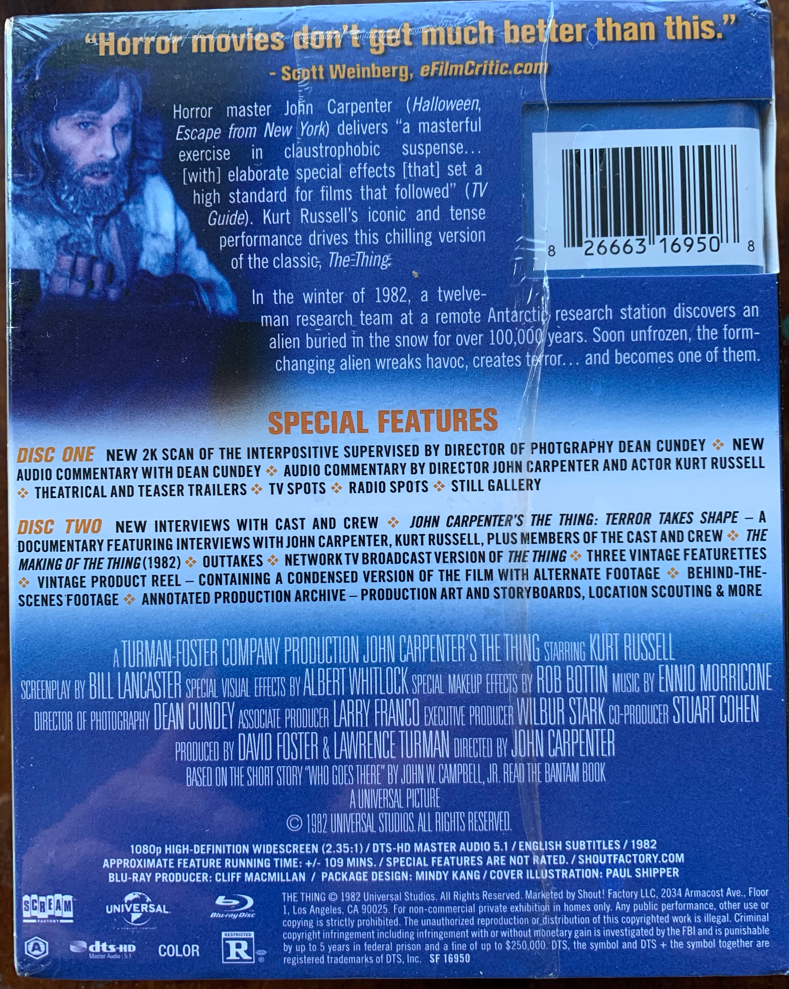 “Horror movies don’t get much better than this.”
- Scott Weinberg, eFilmCritic.com
Horror master John Carpenter (Halloween,
Escape from New York) delivers “a masterful
exercise in claustrophobic suspense...
[with] elaborate special effects [that] set a
high standard for films that followed” (TV
Guide). Kurt Russell’s iconic and tense
performance drives this chilling version
of the classic, The Thing.
8 26663 16950 8
In the winter of 1982, a twelve-
man research team at a remote Antarctic research station discovers an
alien buried in the snow for over 100,000 years. Soon unfrozen, the form-
changing alien wreaks havoc, creates terror... and becomes one of them.
SPECIAL FEATURES
DISC ONE NEW 2K SCAN OF THE INTERPOSITIVE SUPERVISED BY DIRECTOR OF PHOTGRAPHY DEAN CUNDEY ❖ NEW
AUDIO COMMENTARY WITH DEAN CUNDEY ❖ AUDIO COMMENTARY BY DIRECTOR JOHN CARPENTER AND ACTOR KURT RUSSELL
❖ THEATRICAL AND TEASER TRAILERS ❖ TV SPOTS ❖ RADIO SPOTS ❖ STILL GALLERY
DISC TWO NEW INTERVIEWS WITH CAST AND CREW ❖ JOHN CARPENTER’S THE THING: TERROR TAKES SHAPE – A
DOCUMENTARY FEATURING INTERVIEWS WITH JOHN CARPENTER, KURT RUSSELL, PLUS MEMBERS OF THE CAST AND CREW ❖ THE
MAKING OF THE THING (1982) ❖ OUTTAKES ❖ NETWORK TV BROADCAST VERSION OF THE THING ❖ THREE VINTAGE FEATURETTES
❖ VINTAGE PRODUCT REEL – CONTAINING A CONDENSED VERSION OF THE FILM WITH ALTERNATE FOOTAGE ❖ BEHIND-THE-
SCENES FOOTAGE ❖ ANNOTATED PRODUCTION ARCHIVE – PRODUCTION ART AND STORYBOARDS, LOCATION SCOUTING & MORE
A TURMAN-FOSTER COMPANY PRODUCTION JOHN CARPENTER'S THE THING STARRING KURT RUSSELL
SCREENPLAY BY BILL LANCASTER SPECIAL VISUAL EFFECTS BY ALBERT WHITLOCK SPECIAL MAKEUP EFFECTS BY ROB BOTTIN MUSIC BY ENNIO MORRICONE
DIRECTOR OF PHOTOGRAPHY DEAN CUNDEY ASSOCIATE PRODUCER LARRY FRANCO EXECUTIVE PRODUCER WILBUR STARK CO-PRODUCER STUART COHEN
PRODUCED BY DAVID FOSTER & LAWRENCE TURMAN DIRECTED BY JOHN CARPENTER
BASED ON THE SHORT STORY "WHO GOES THERE" BY JOHN W. CAMPBELL, JR. READ THE BANTAM BOOK
A UNIVERSAL PICTURE
© 1982 UNIVERSAL STUDIOS. ALL RIGHTS RESERVED.
1080p HIGH-DEFINITION WIDESCREEN (2.35:1) / DTS-HD MASTER AUDIO 5.1 / ENGLISH SUBTITLES / 1982
APPROXIMATE FEATURE RUNNING TIME: +/- 109 MINS. / SPECIAL FEATURES ARE NOT RATED. / SHOUTFACTORY.COM
BLU-RAY PRODUCER: CLIFF MACMILLAN / PACKAGE DESIGN: MINDY KANG / COVER ILLUSTRATION: PAUL SHIPPER
SCREAM
FACTORY
UNIVERSAL
Blu-ray Disc
A
dts-HD
Master Audio 5.1
COLOR
RESTRICTED
R
THE THING © 1982 Universal Studios. All Rights Reserved. Marketed by Shout! Factory LLC, 2034 Armacost Ave., Floor
1, Los Angeles, CA 90025. For non-commercial private exhibition in homes only. Any public performance, other use or
copying is strictly prohibited. The unauthorized reproduction or distribution of this copyrighted work is illegal. Criminal
copyright infringement including infringement with or without monetary gain is investigated by the FBI and is punishable
by up to 5 years in federal prison and a fine of up to $250,000. DTS, the symbol and DTS + the symbol together are
registered trademarks of DTS, Inc. SF 16950